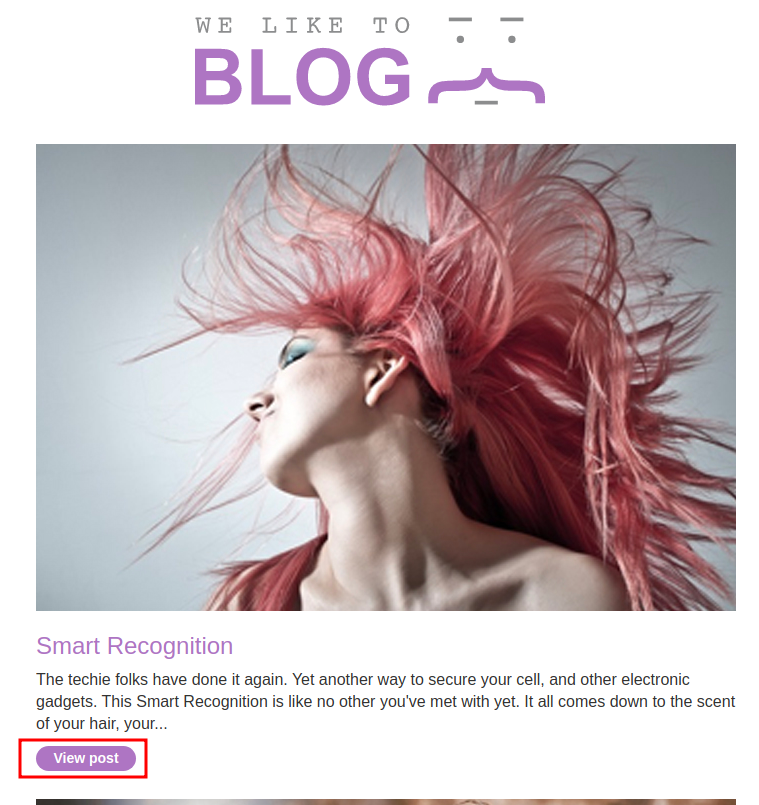 WE LIKE TO
BLOG
Smart Recognition
The techie folks have done it again. Yet another way to secure your cell, and other electronic
gadgets. This Smart Recognition is like no other you've met with yet. It all comes down to the scent
of your hair, your...
View post